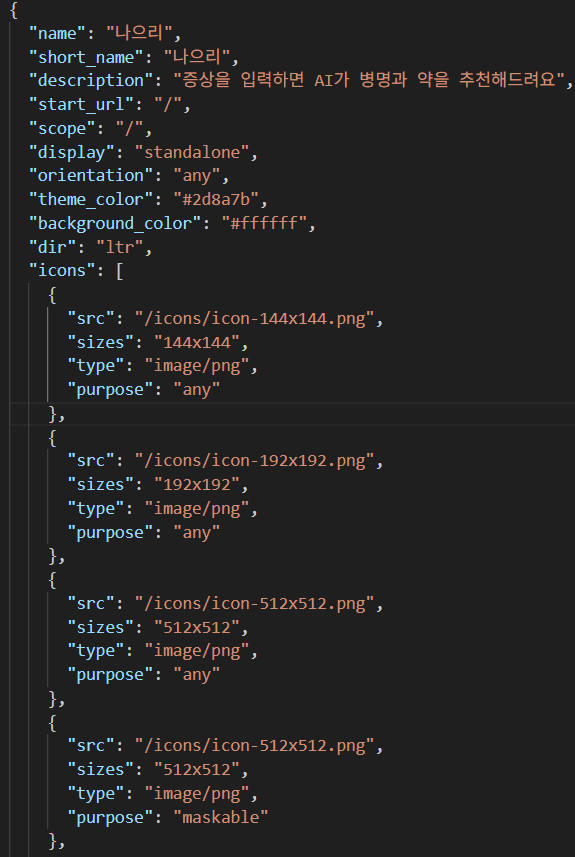 {
"name": "나으리",
"short_name": "나으리",
"description": "증상을 입력하면 AI가 병명과 약을 추천해드려요",
"start_url": "/",
"scope": "/",
"display": "standalone",
"orientation": "any",
"theme_color": "#2d8a7b",
"background_color": "#ffffff",
"dir": "ltr",
"icons": [
{
"src": "/icons/icon-144x144.png",
"sizes": "144x144",
"type": "image/png",
"purpose": "any"
},
{
"src": "/icons/icon-192x192.png",
"sizes": "192x192",
"type": "image/png",
"purpose": "any"
},
{
"src": "/icons/icon-512x512.png",
"sizes": "512x512",
"type": "image/png",
"purpose": "any"
},
{
"src": "/icons/icon-512x512.png",
"sizes": "512x512",
"type": "image/png",
"purpose": "maskable"
},